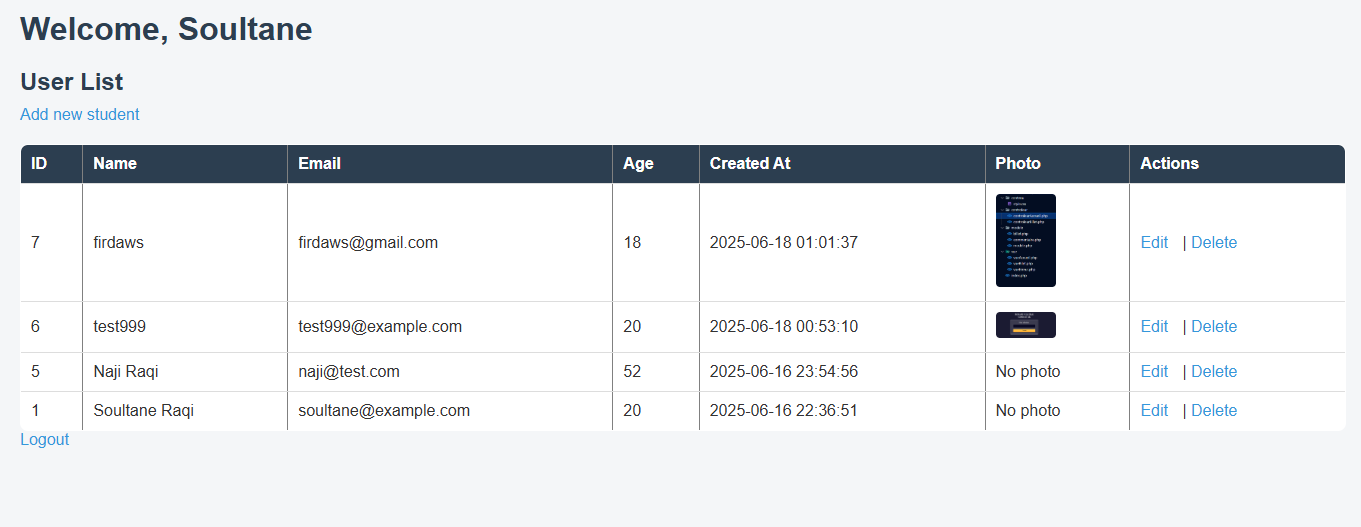 Welcome, Soultane
User List
Add new student
ID Name Email Age Created At Photo Actions
7 firdaws firdaws@gmail.com 18 2025-06-18 01:01:37 Edit | Delete
6 test999 test999@example.com 20 2025-06-18 00:53:10 Edit | Delete
5 Naji Raqi naji@test.com 52 2025-06-16 23:54:56 No photo Edit | Delete
1 Soultane Raqi soultane@example.com 20 2025-06-16 22:36:51 No photo Edit | Delete
Logout